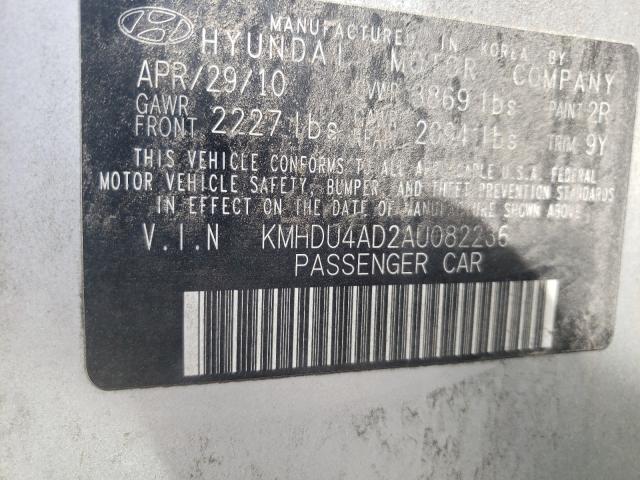 MANUFACTURED IN KOREA BY
HYUNDAI MOTOR COMPANY
APR/29/10 GVWR 3869 lbs PAINT 2R
GAWR
FRONT 2227 lbs lbs TRIM 9Y
THIS VEHICLE CONFORMS TO ALL APPLICABLE U.S.A. FEDERAL
MOTOR VEHICLE SAFETY, BUMPER, AND THEFT PREVENTION STANDARDS
IN EFFECT ON THE DATE OF MANUFACTURE SHOWN ABOVE.
V.I.N KMHDU4AD2AU082236
PASSENGER CAR